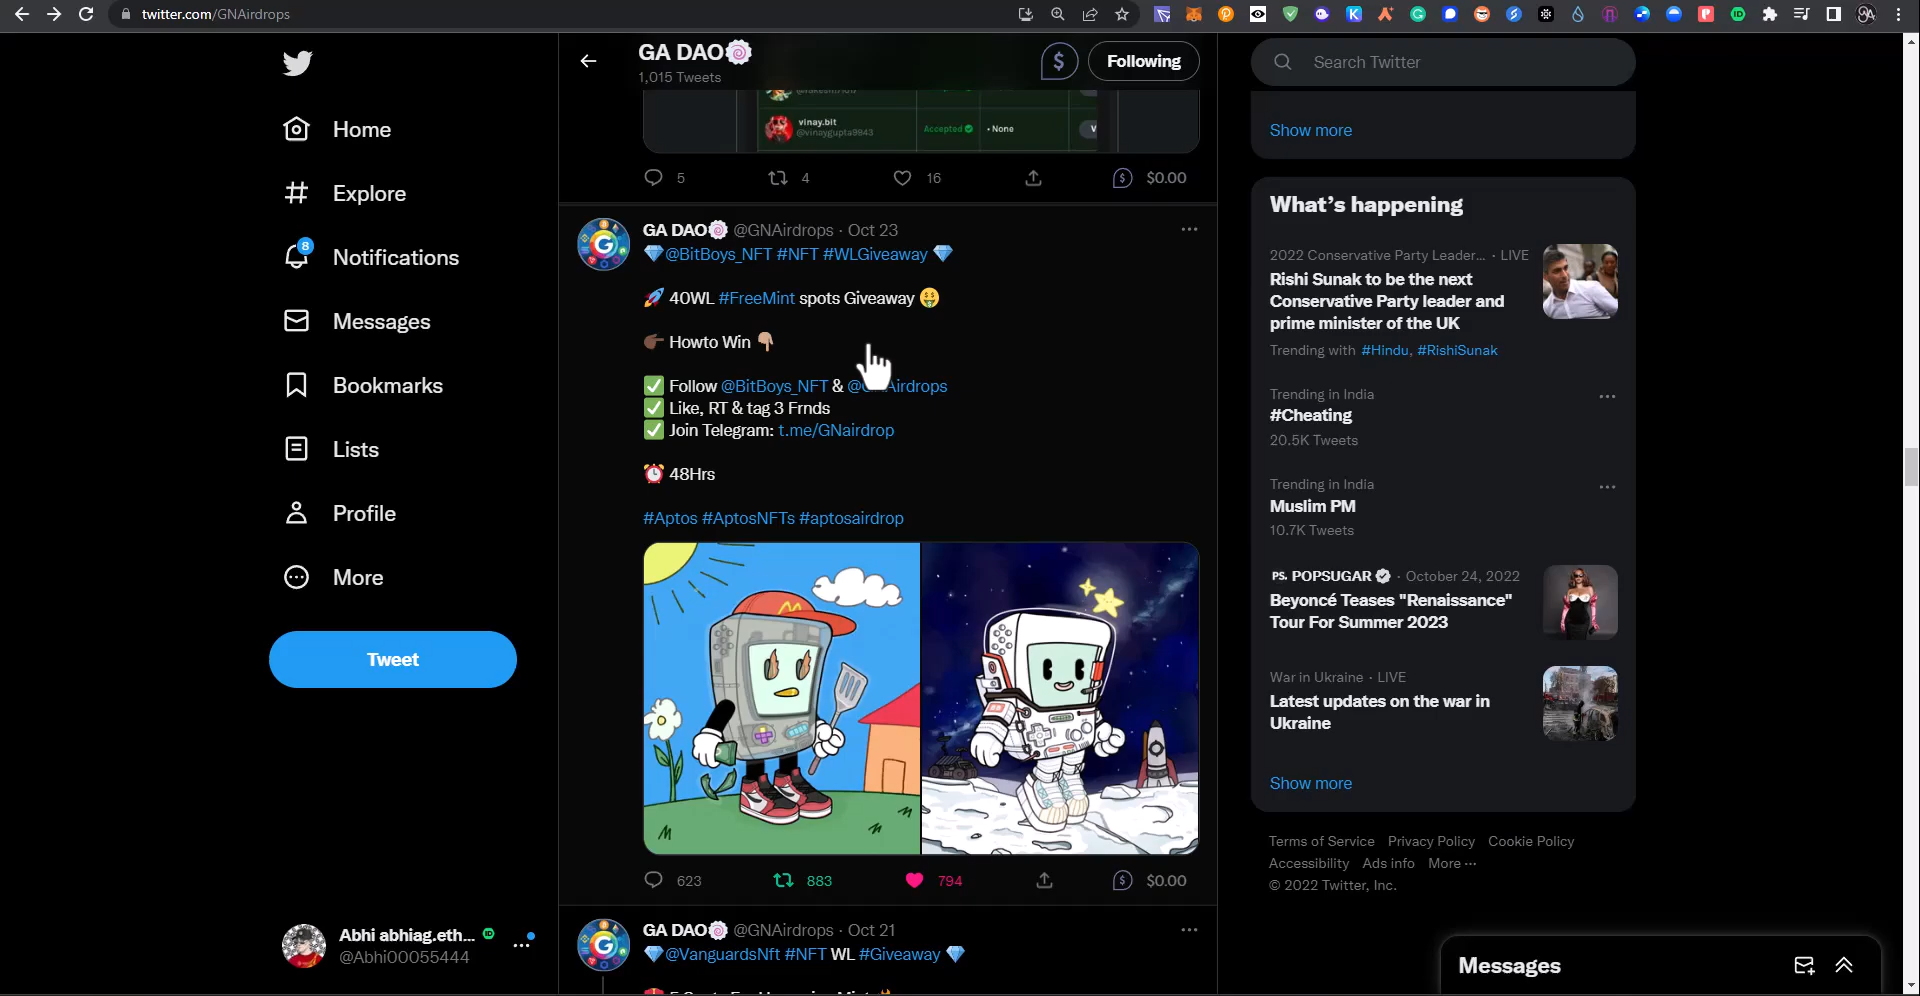 twitter.com/GNAirdrops
Home
Explore
8
Notifications
Messages
Bookmarks
Lists
Profile
More
Tweet
Abhi abhiag.eth...
@Abhi00055444
GA DAO
1,015 Tweets
$
Following
vinay.bit
@vinaygupta9943
Accepted
• None
5
4
16
$0.00
GA DAO @GNAirdrops · Oct 23
@BitBoys_NFT #NFT #WLGiveaway
40WL #FreeMint spots Giveaway
Howto Win
Follow @BitBoys_NFT & @G Airdrops
Like, RT & tag 3 Frnds
Join Telegram: t.me/GNairdrop
48Hrs
#Aptos #AptosNFTs #aptosairdrop
623
883
794
$0.00
GA DAO @GNAirdrops · Oct 21
@VanguardsNft #NFT WL #Giveaway
Search Twitter
Show more
What's happening
2022 Conservative Party Leader... · LIVE
Rishi Sunak to be the next
Conservative Party leader and
prime minister of the UK
Trending with #Hindu, #RishiSunak
Trending in India
#Cheating
20.5K Tweets
Trending in India
Muslim PM
10.7K Tweets
PS. POPSUGAR · October 24, 2022
Beyoncé Teases "Renaissance"
Tour For Summer 2023
War in Ukraine · LIVE
Latest updates on the war in
Ukraine
Show more
Terms of Service Privacy Policy Cookie Policy
Accessibility Ads info More ···
© 2022 Twitter, Inc.
Messages